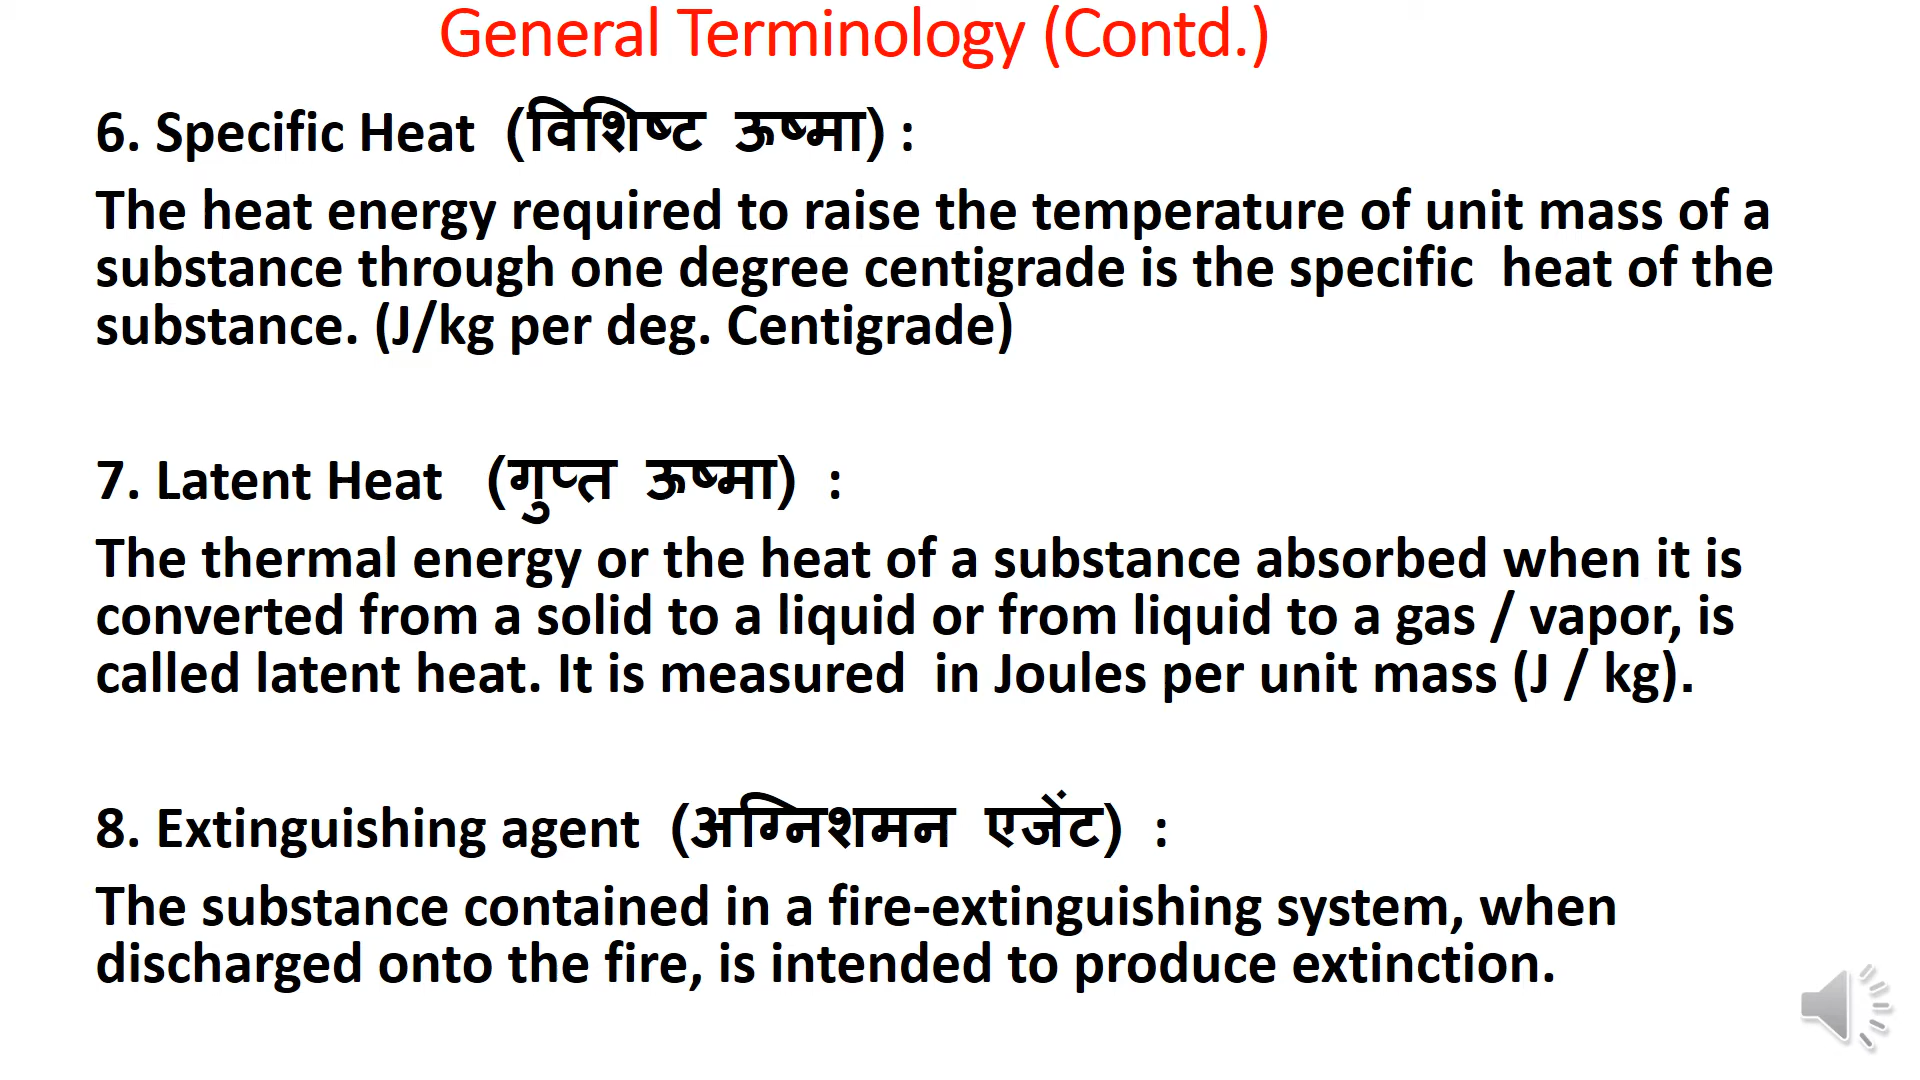 General Terminology (Contd.)
6. Specific Heat (विशिष्ट ऊष्मा) :
The heat energy required to raise the temperature of unit mass of a
substance through one degree centigrade is the specific heat of the
substance. (J/kg per deg. Centigrade)
7. Latent Heat (गुप्त ऊष्मा) :
The thermal energy or the heat of a substance absorbed when it is
converted from a solid to a liquid or from liquid to a gas / vapor, is
called latent heat. It is measured in Joules per unit mass (J / kg).
8. Extinguishing agent (अग्निशमन एजेंट) :
The substance contained in a fire-extinguishing system, when
discharged onto the fire, is intended to produce extinction.